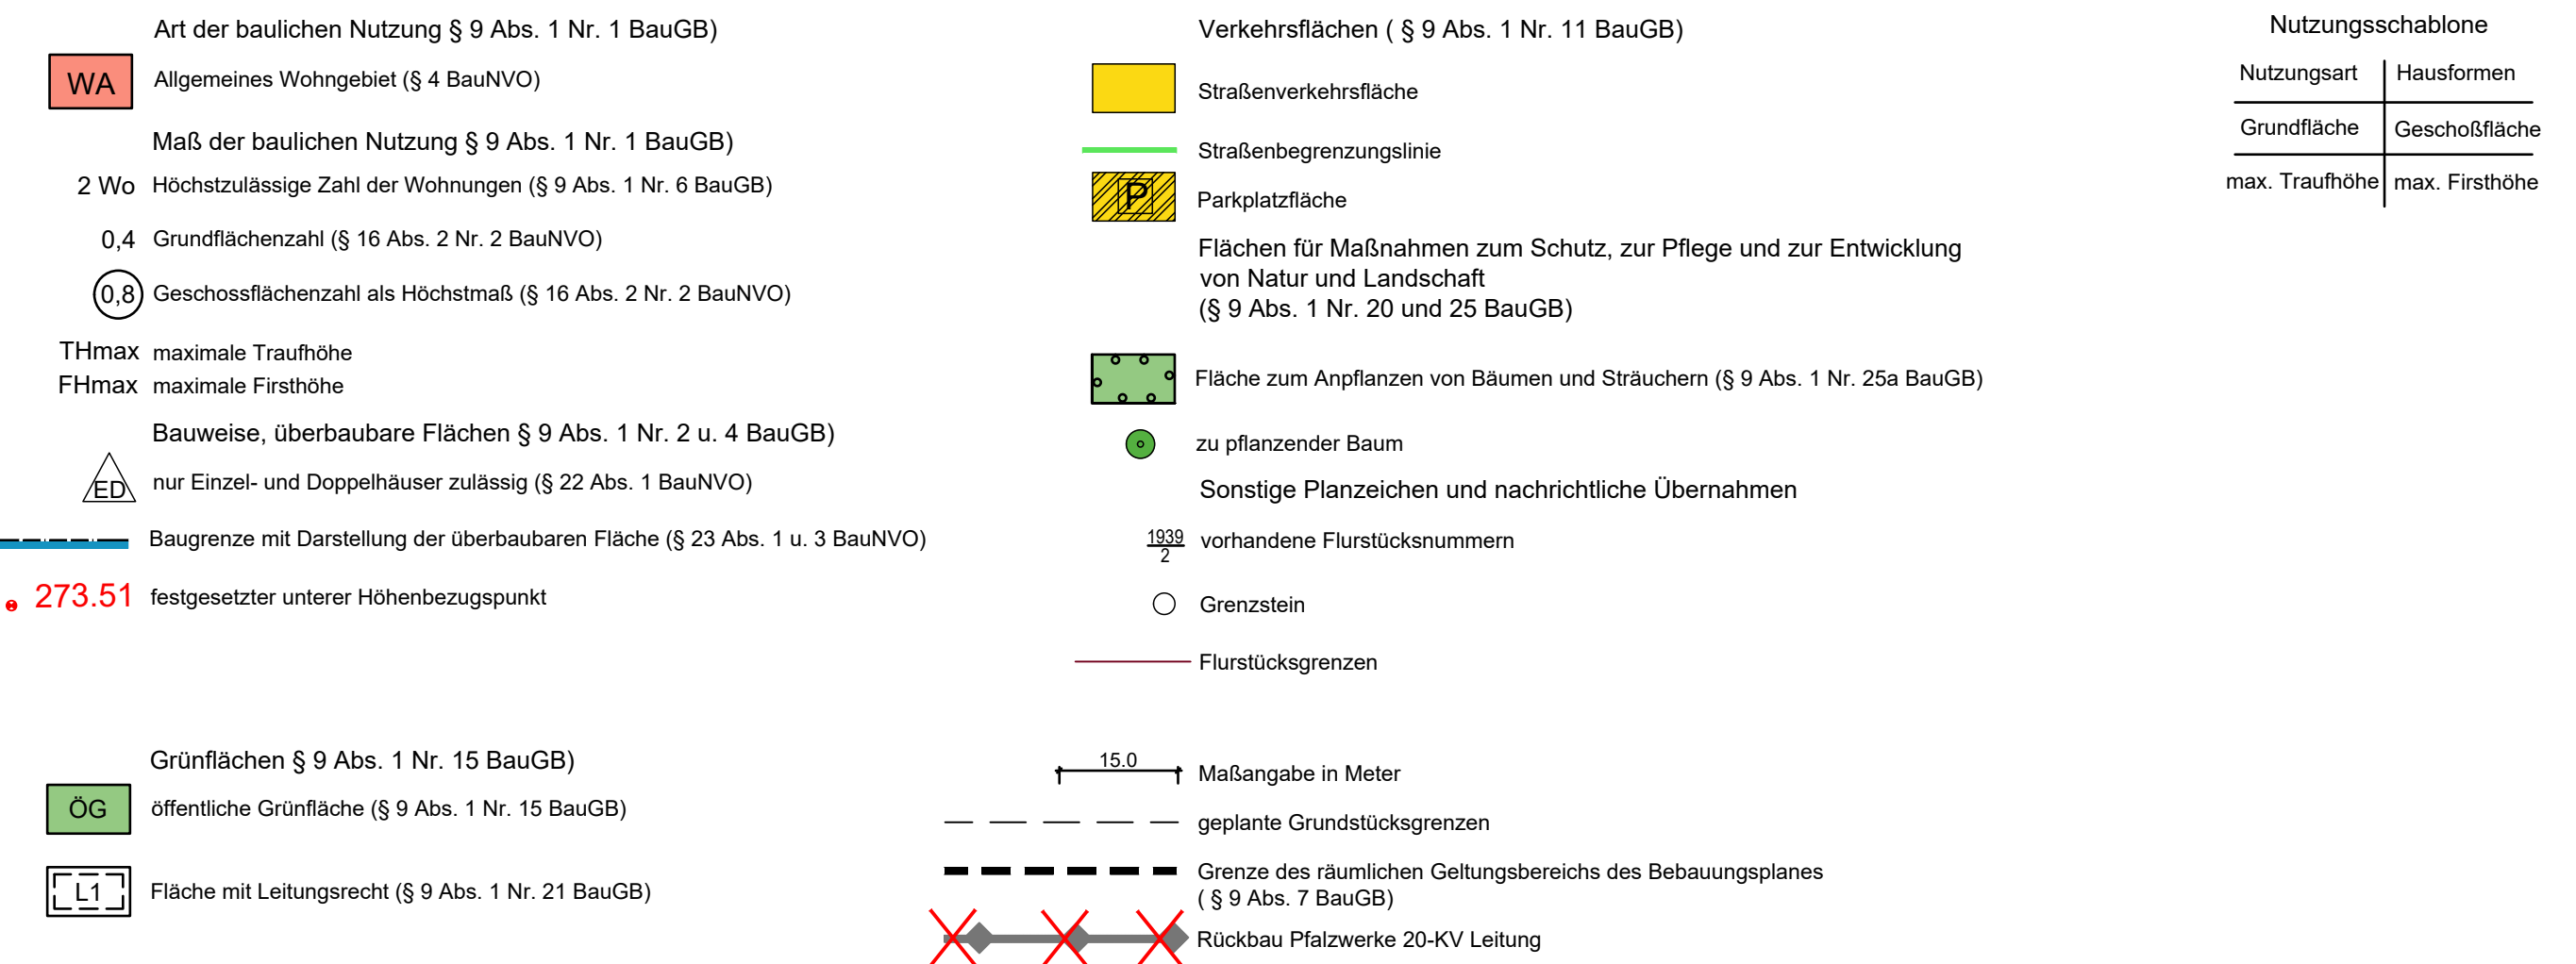 Art der baulichen Nutzung § 9 Abs. 1 Nr. 1 BauGB)
WA Allgemeines Wohngebiet (§ 4 BauNVO)
Maß der baulichen Nutzung § 9 Abs. 1 Nr. 1 BauGB)
2 Wo Höchstzulässige Zahl der Wohnungen (§ 9 Abs. 1 Nr. 6 BauGB)
0,4 Grundflächenzahl (§ 16 Abs. 2 Nr. 2 BauNVO)
0,8 Geschossflächenzahl als Höchstmaß (§ 16 Abs. 2 Nr. 2 BauNVO)
THmax maximale Traufhöhe
FHmax maximale Firsthöhe
Bauweise, überbaubare Flächen § 9 Abs. 1 Nr. 2 u. 4 BauGB)
ED nur Einzel- und Doppelhäuser zulässig (§ 22 Abs. 1 BauNVO)
Baugrenze mit Darstellung der überbaubaren Fläche (§ 23 Abs. 1 u. 3 BauNVO)
273.51 festgesetzter unterer Höhenbezugspunkt
Grünflächen § 9 Abs. 1 Nr. 15 BauGB)
ÖG öffentliche Grünfläche (§ 9 Abs. 1 Nr. 15 BauGB)
L1 Fläche mit Leitungsrecht (§ 9 Abs. 1 Nr. 21 BauGB)
Verkehrsflächen ( § 9 Abs. 1 Nr. 11 BauGB)
Straßenverkehrsfläche
Straßenbegrenzungslinie
P Parkplatzfläche
Flächen für Maßnahmen zum Schutz, zur Pflege und zur Entwicklung
von Natur und Landschaft
(§ 9 Abs. 1 Nr. 20 und 25 BauGB)
Fläche zum Anpflanzen von Bäumen und Sträuchern (§ 9 Abs. 1 Nr. 25a BauGB)
zu pflanzender Baum
Sonstige Planzeichen und nachrichtliche Übernahmen
1939
2
vorhandene Flurstücksnummern
Grenzstein
Flurstücksgrenzen
15.0 Maßangabe in Meter
geplante Grundstücksgrenzen
Grenze des räumlichen Geltungsbereichs des Bebauungsplanes
( § 9 Abs. 7 BauGB)
Rückbau Pfalzwerke 20-KV Leitung
Nutzungsschablone
Nutzungsart Hausformen
Grundfläche Geschoßfläche
max. Traufhöhe max. Firsthöhe